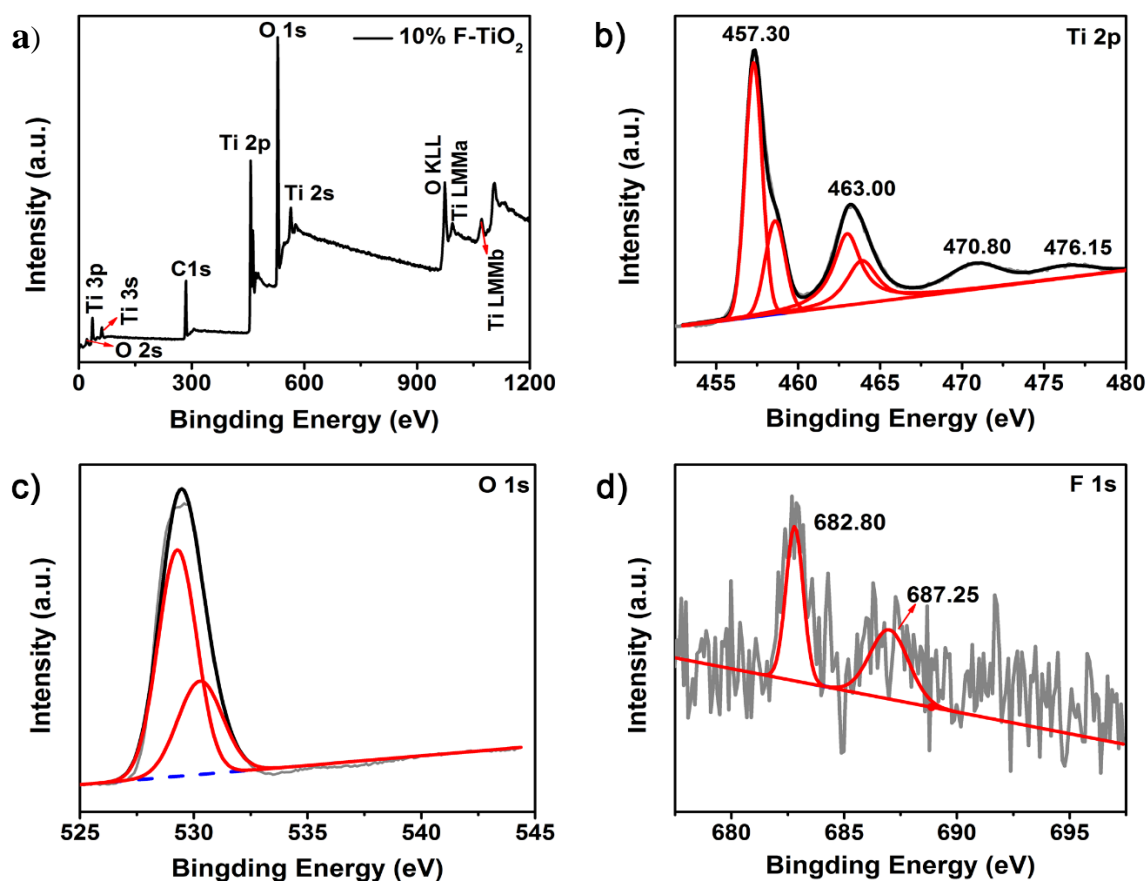 a)
10% F-TiO₂
O 1s
Ti 2p
Ti 2s
C1s
Ti 3p
Ti 3s
O 2s
O KLL
Ti LMMa
Ti LMMb
Intensity (a.u.)
0 300 600 900 1200
Bingding Energy (eV)
b)
Ti 2p
457.30
463.00
470.80
476.15
Intensity (a.u.)
455 460 465 470 475 480
Bingding Energy (eV)
c)
O 1s
Intensity (a.u.)
525 530 535 540 545
Bingding Energy (eV)
d)
F 1s
682.80
687.25
Intensity (a.u.)
680 685 690 695
Bingding Energy (eV)